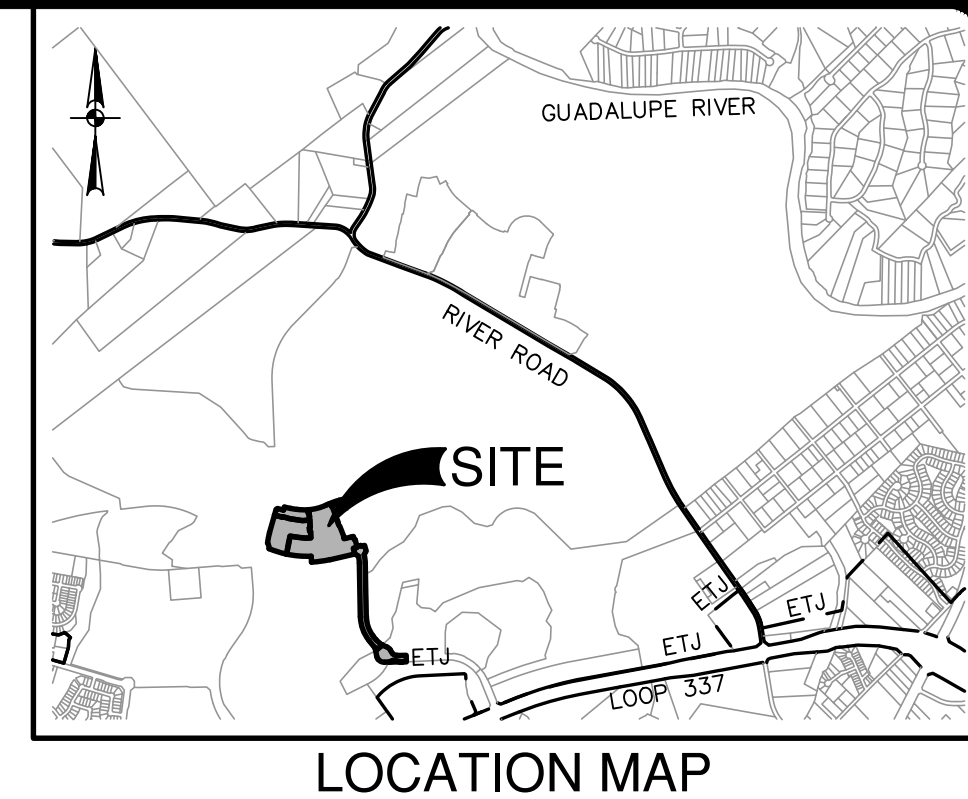 GUADALUPE RIVER
RIVER ROAD
SITE
ETJ
ETJ
ETJ
ETJ
LOOP 337
LOCATION MAP